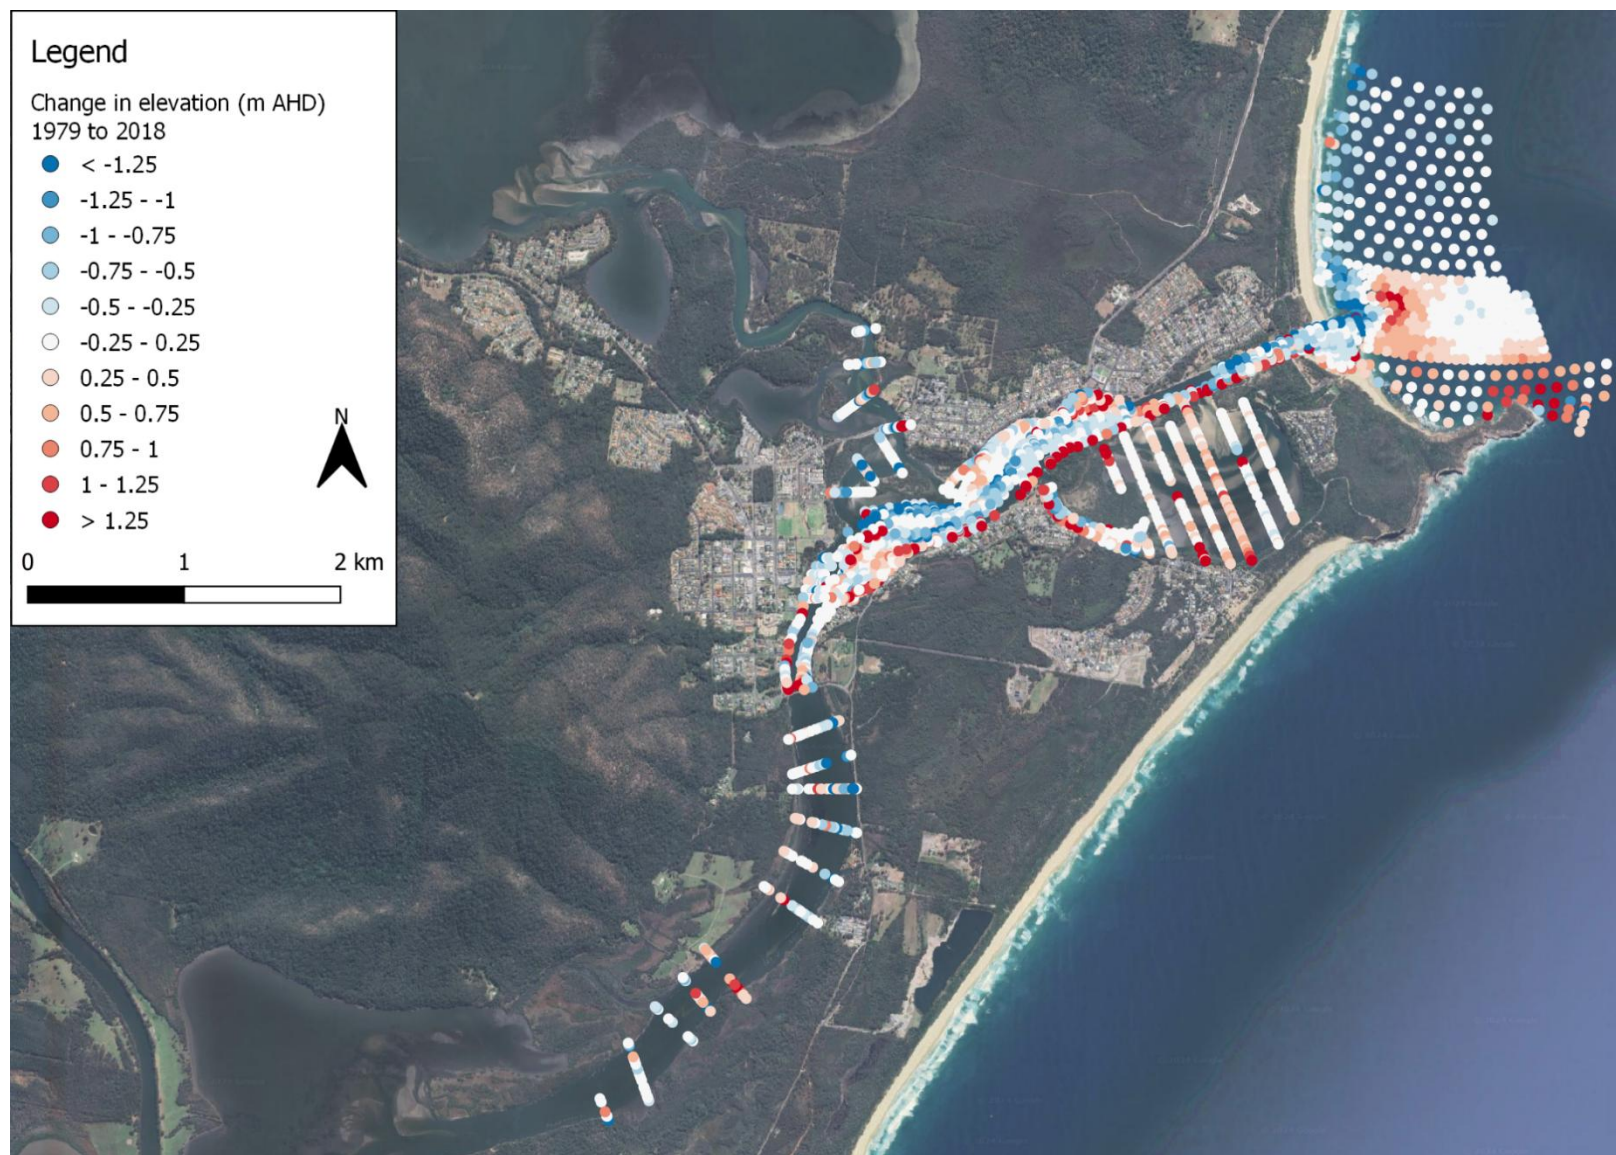 Legend
Change in elevation (m AHD)
1979 to 2018
< -1.25
-1.25 - -1
-1 - -0.75
-0.75 - -0.5
-0.5 - -0.25
-0.25 - 0.25
0.25 - 0.5
0.5 - 0.75
0.75 - 1
1 - 1.25
> 1.25
N
0 1 2 km